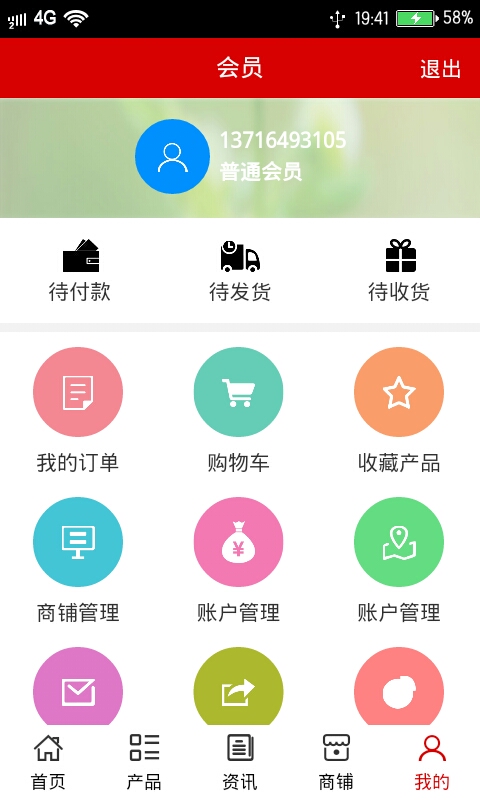 2 4G 19:41 58%
会员 退出
13716493105
普通会员
待付款 待发货 待收货
我的订单 购物车 收藏产品
¥
商铺管理 账户管理 账户管理
首页 产品 资讯 商铺 我的